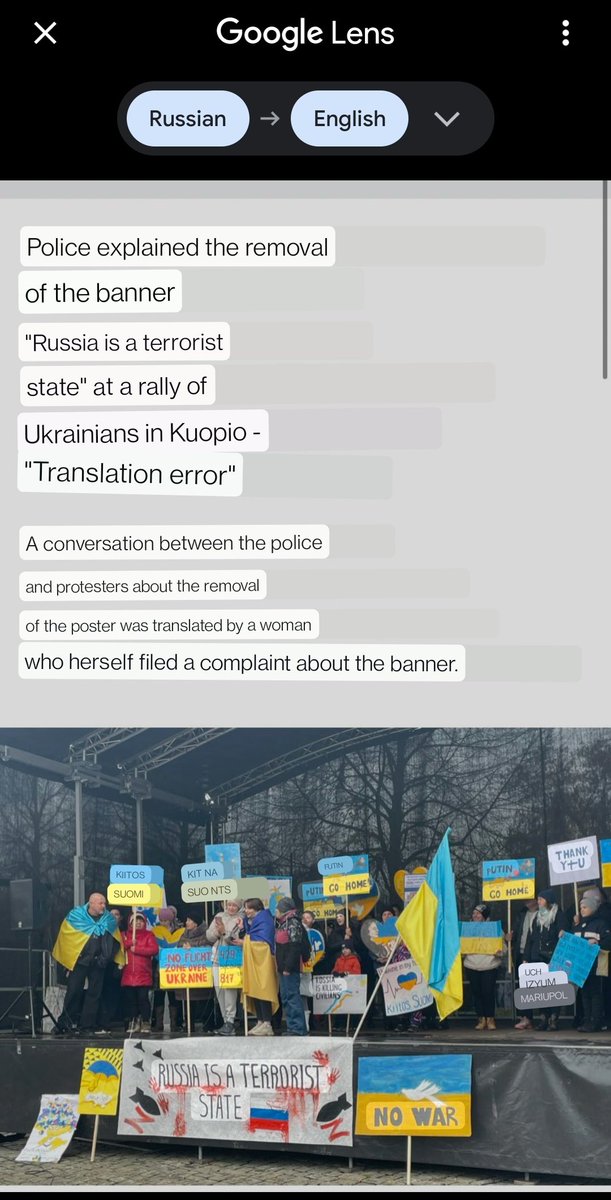 Google Lens
Russian → English
Police explained the removal
of the banner
"Russia is a terrorist
state" at a rally of
Ukrainians in Kuopio -
"Translation error"
A conversation between the police
and protesters about the removal
of the poster was translated by a woman
who herself filed a complaint about the banner.
THANK
Y+U
KIITOS
SUOMI
KIT NA
SUO NTS
PUTIN
PUTIN
GO HOME!
GO HOME
PUTIN
GO HOME
NO FLIGHT
ZONE OVER
UKRAINE
817
RUSSIA
IS KILLING
CIVILIANS
KIITOS SUOMI
UCH
IZYUM
MARIUPOL
RUSSIA IS A TERRORIST
STATE
NO WAR